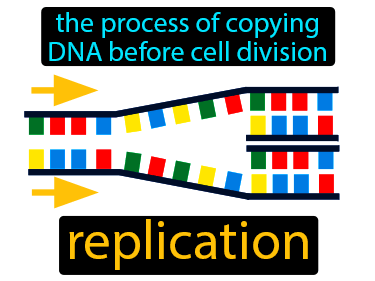 the process of copying
DNA before cell division
replication